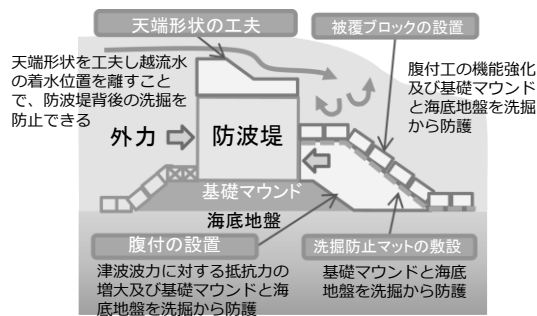 天端形状の工夫
被覆ブロックの設置
天端形状を工夫し越流水
の着水位置を離すこと
で、防波堤背後の洗掘を
防止できる
腹付工の機能強化
及び基礎マウンド
と海底地盤を洗掘
から防護
外力
防波堤
基礎マウンド
海底地盤
腹付の設置
津波波力に対する抵抗力の
増大及び基礎マウンドと海
底地盤を洗掘から防護
洗掘防止マットの敷設
基礎マウンドと海底
地盤を洗掘から防護